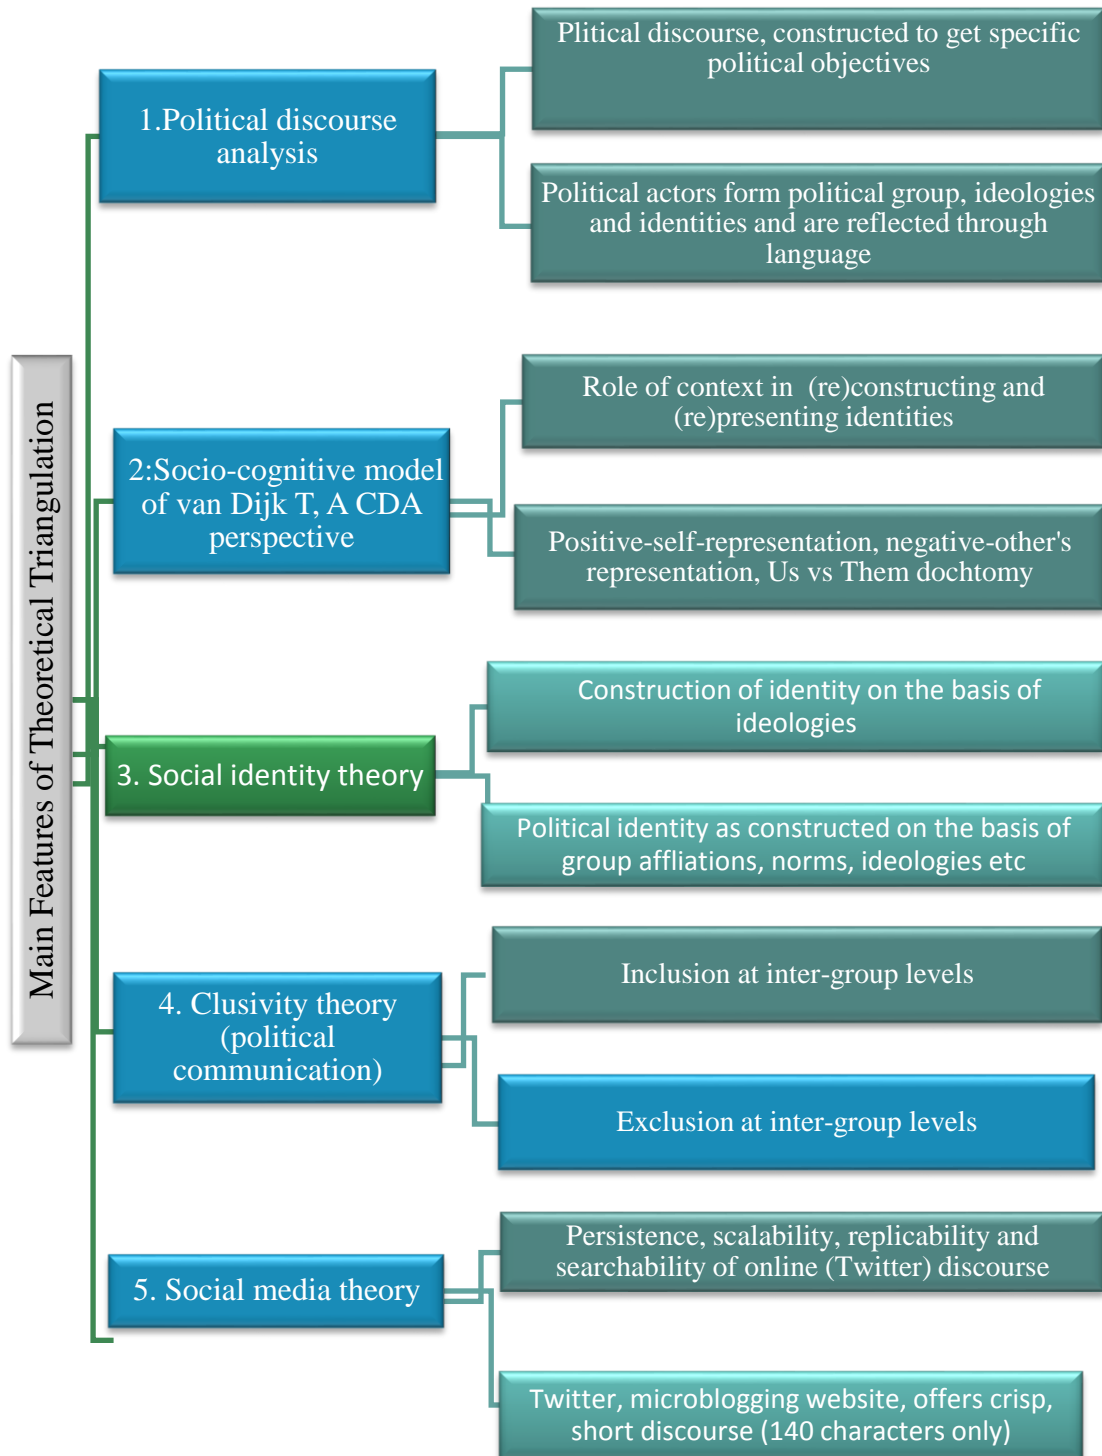 Main Features of Theoretical Triangulation
1.Political discourse
analysis
Plitical discourse, constructed to get specific
political objectives
Political actors form political group, ideologies
and identities and are reflected through
language
2:Socio-cognitive model
of van Dijk T, A CDA
perspective
Role of context in (re)constructing and
(re)presenting identities
Positive-self-representation, negative-other's
representation, Us vs Them dochtomy
3. Social identity theory
Construction of identity on the basis of
ideologies
Political identity as constructed on the basis of
group affliations, norms, ideologies etc
4. Clusivity theory
(political
communication)
Inclusion at inter-group levels
Exclusion at inter-group levels
5. Social media theory
Persistence, scalability, replicability and
searchability of online (Twitter) discourse
Twitter, microblogging website, offers crisp,
short discourse (140 characters only)